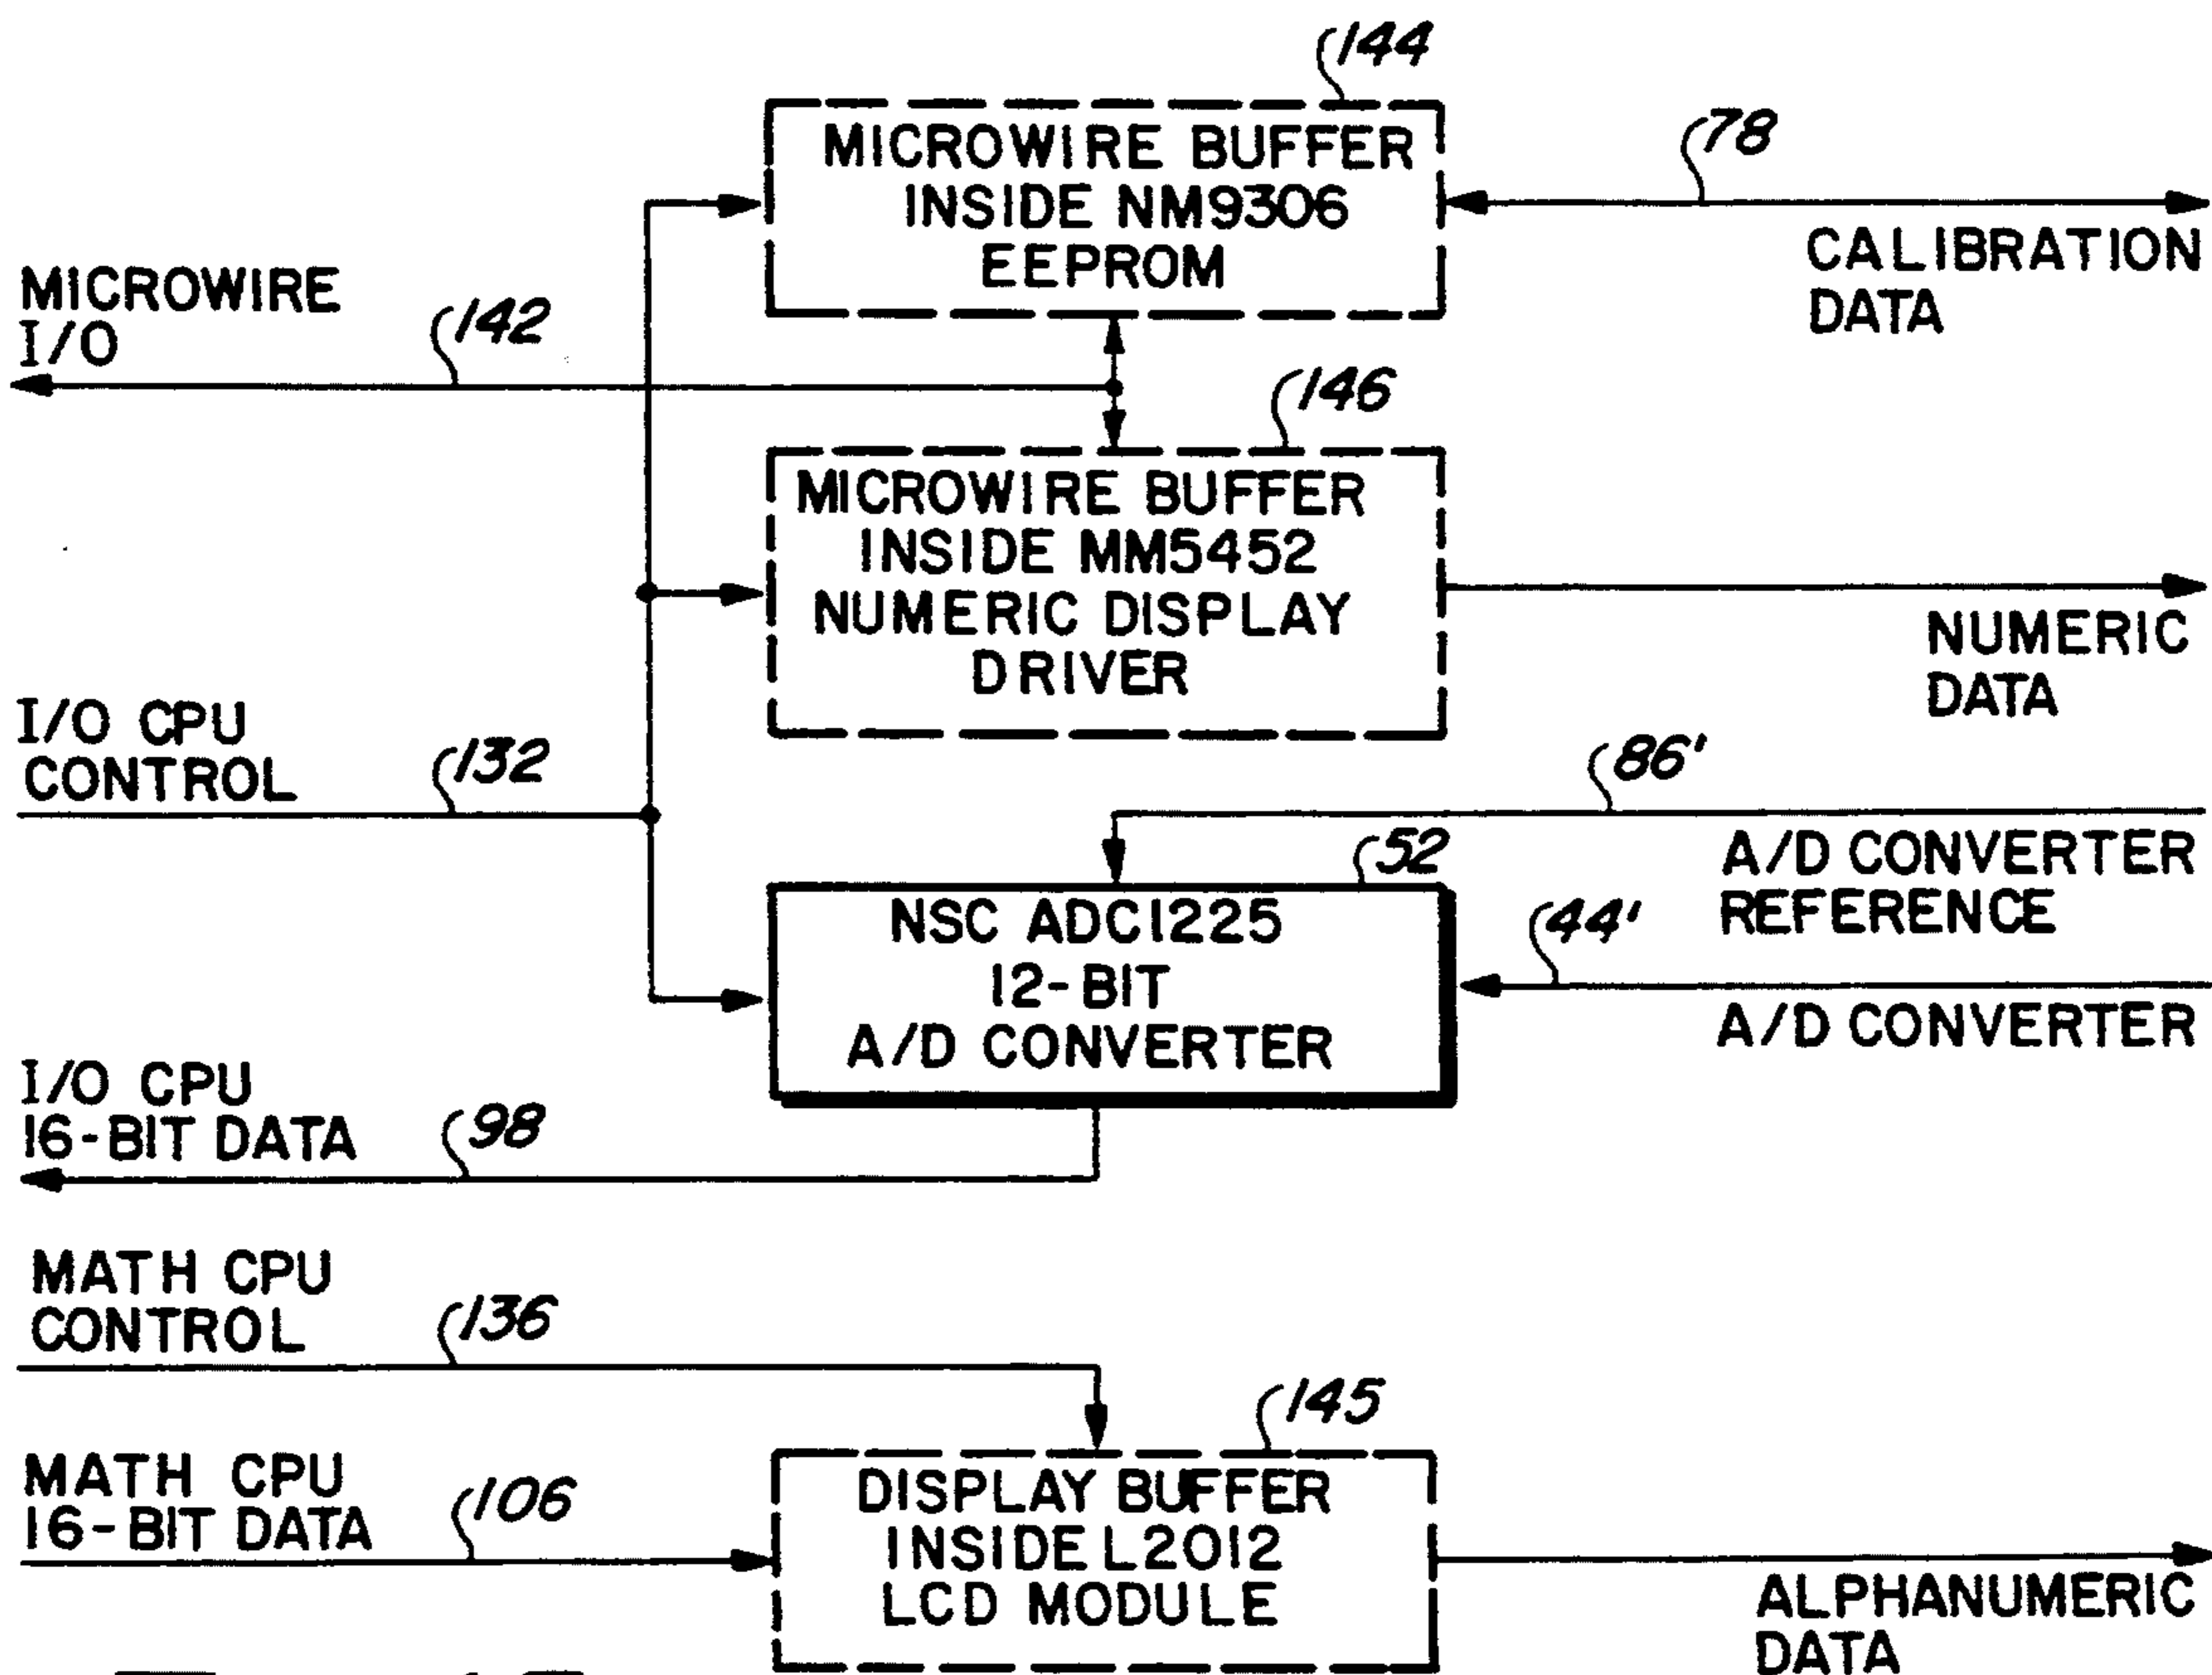 144
MICROWIRE BUFFER
INSIDE NM9306
EEPROM
78
CALIBRATION
DATA
MICROWIRE
I/O
142
146
MICROWIRE BUFFER
INSIDE MM5452
NUMERIC DISPLAY
DRIVER
NUMERIC
DATA
I/O CPU
CONTROL
132
86'
A/D CONVERTER
REFERENCE
52
NSC ADC1225
12-BIT
A/D CONVERTER
44'
A/D CONVERTER
I/O CPU
16-BIT DATA
98
MATH CPU
CONTROL
136
145
MATH CPU
16-BIT DATA
106
DISPLAY BUFFER
INSIDE L2012
LCD MODULE
ALPHANUMERIC
DATA